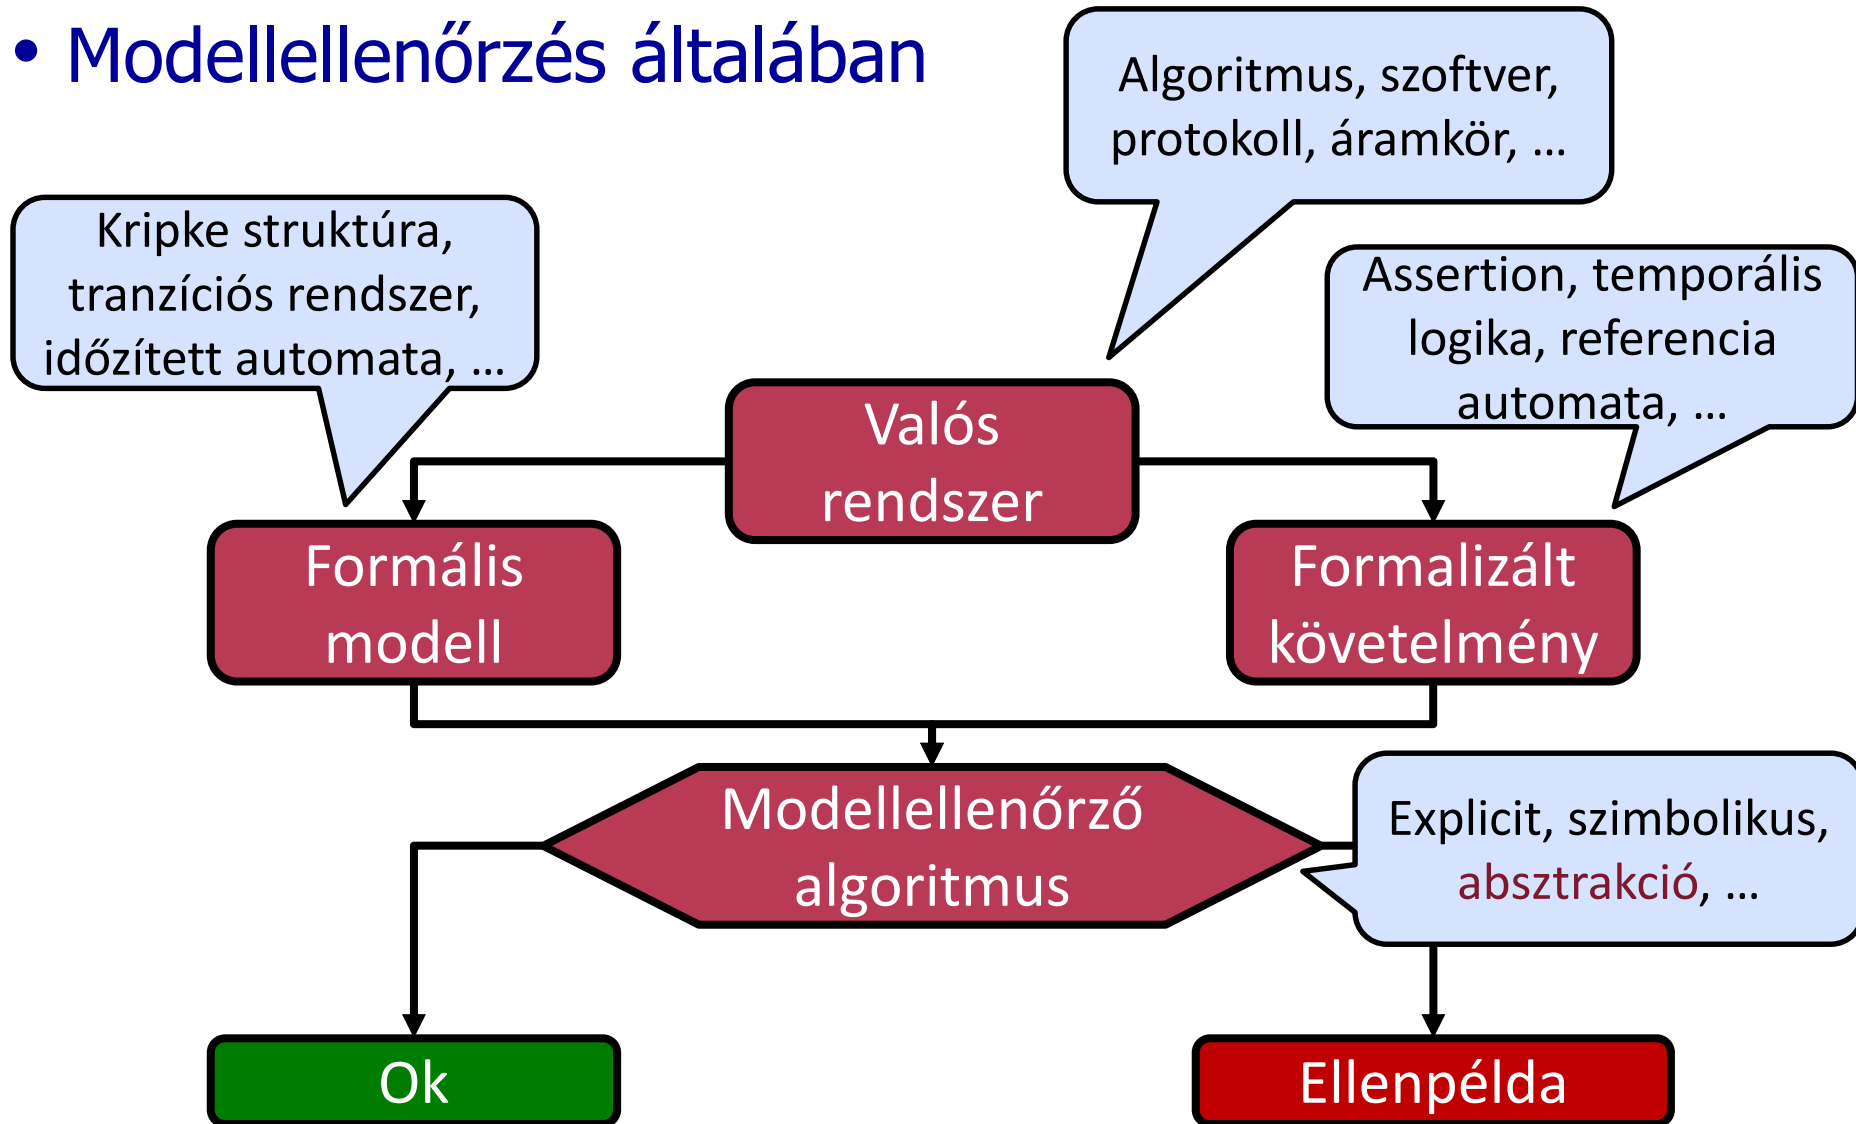 • Modellellenőrzés általában
Algoritmus, szoftver,
protokoll, áramkör, ...
Kripke struktúra,
tranzíciós rendszer,
időzített automata, ...
Assertion, temporális
logika, referencia
automata, ...
Valós
rendszer
Formális
modell
Formalizált
követelmény
Modellellenőrző
algoritmus
Explicit, szimbolikus,
absztrakció, ...
Ok
Ellenpélda